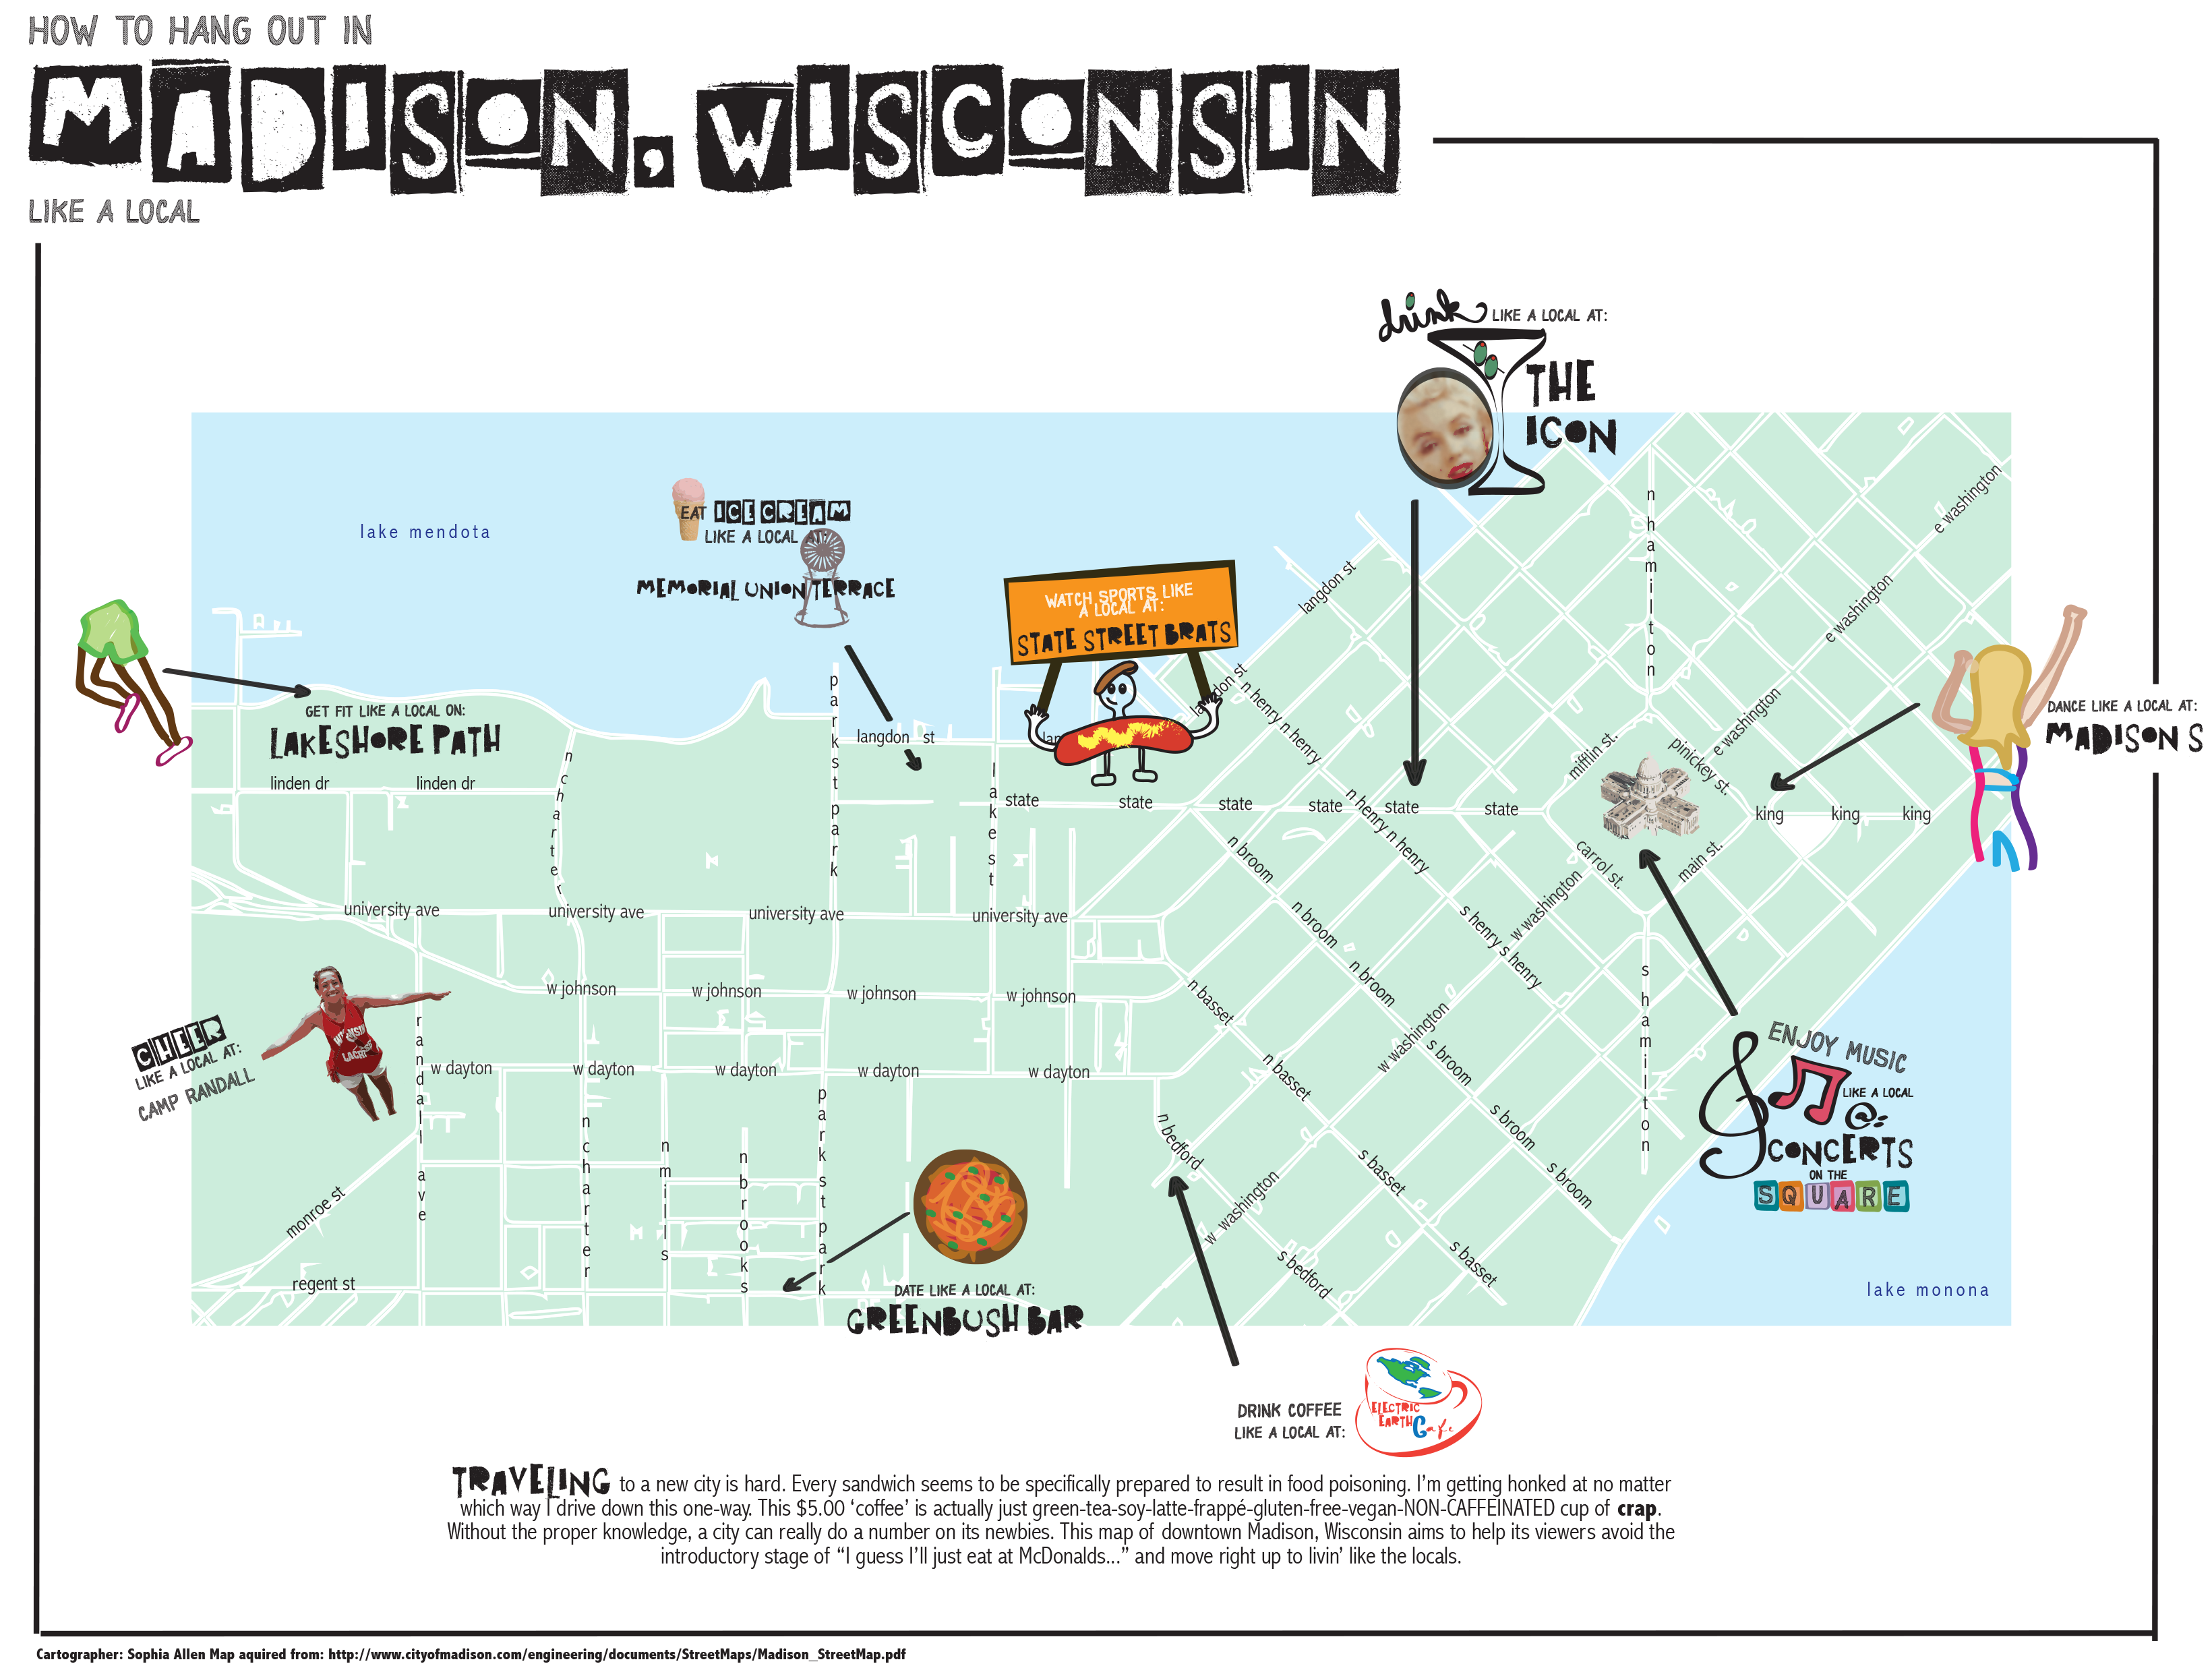 HOW TO HANG OUT IN
MADISON, WISCONSIN
LIKE A LOCAL
drink LIKE A LOCAL AT:
THE
ICON
lake mendota
EAT ICE CREAM
LIKE A LOCAL AT:
MEMORIAL UNION TERRACE
WATCH SPORTS LIKE
A LOCAL AT:
STATE STREET BRATS
GET FIT LIKE A LOCAL ON:
LAKESHORE PATH
DANCE LIKE A LOCAL AT:
MADISON S
langdon st
langdon st
langdon st
lan
n hamilton
e washington
e washington
e washington
linden dr
linden dr
n charter
park st park
lake st
state
state
state
state
state
state
n henry n henry
n henry n henry
s henry s henry
mifflin st.
pinickey st.
carrol st.
main st.
king
king
king
university ave
university ave
university ave
university ave
n broom
n broom
n broom
s broom
s broom
s broom
w washington
w washington
w washington
w johnson
w johnson
w johnson
w johnson
n basset
n basset
s basset
s basset
s hamilton
CHEER
LIKE A LOCAL AT:
CAMP RANDALL
WISCONSIN
LACROSSE
randall ave
w dayton
w dayton
w dayton
w dayton
w dayton
n charter
n mills
n brooks
park st park
n bedford
s bedford
monroe st
regent st
ENJOY MUSIC
LIKE A LOCAL
@:
CONCERTS
ON THE
SQUARE
lake monona
DATE LIKE A LOCAL AT:
GREENBUSH BAR
DRINK COFFEE
LIKE A LOCAL AT:
ELECTRIC
EARTH Cafe
TRAVELING to a new city is hard. Every sandwich seems to be specifically prepared to result in food poisoning. I'm getting honked at no matter
which way I drive down this one-way. This $5.00 ‘coffee’ is actually just green-tea-soy-latte-frappé-gluten-free-vegan-NON-CAFFEINATED cup of crap.
Without the proper knowledge, a city can really do a number on its newbies. This map of downtown Madison, Wisconsin aims to help its viewers avoid the
introductory stage of “I guess I’ll just eat at McDonalds...” and move right up to livin’ like the locals.
Cartographer: Sophia Allen Map aquired from: http://www.cityofmadison.com/engineering/documents/StreetMaps/Madison_StreetMap.pdf